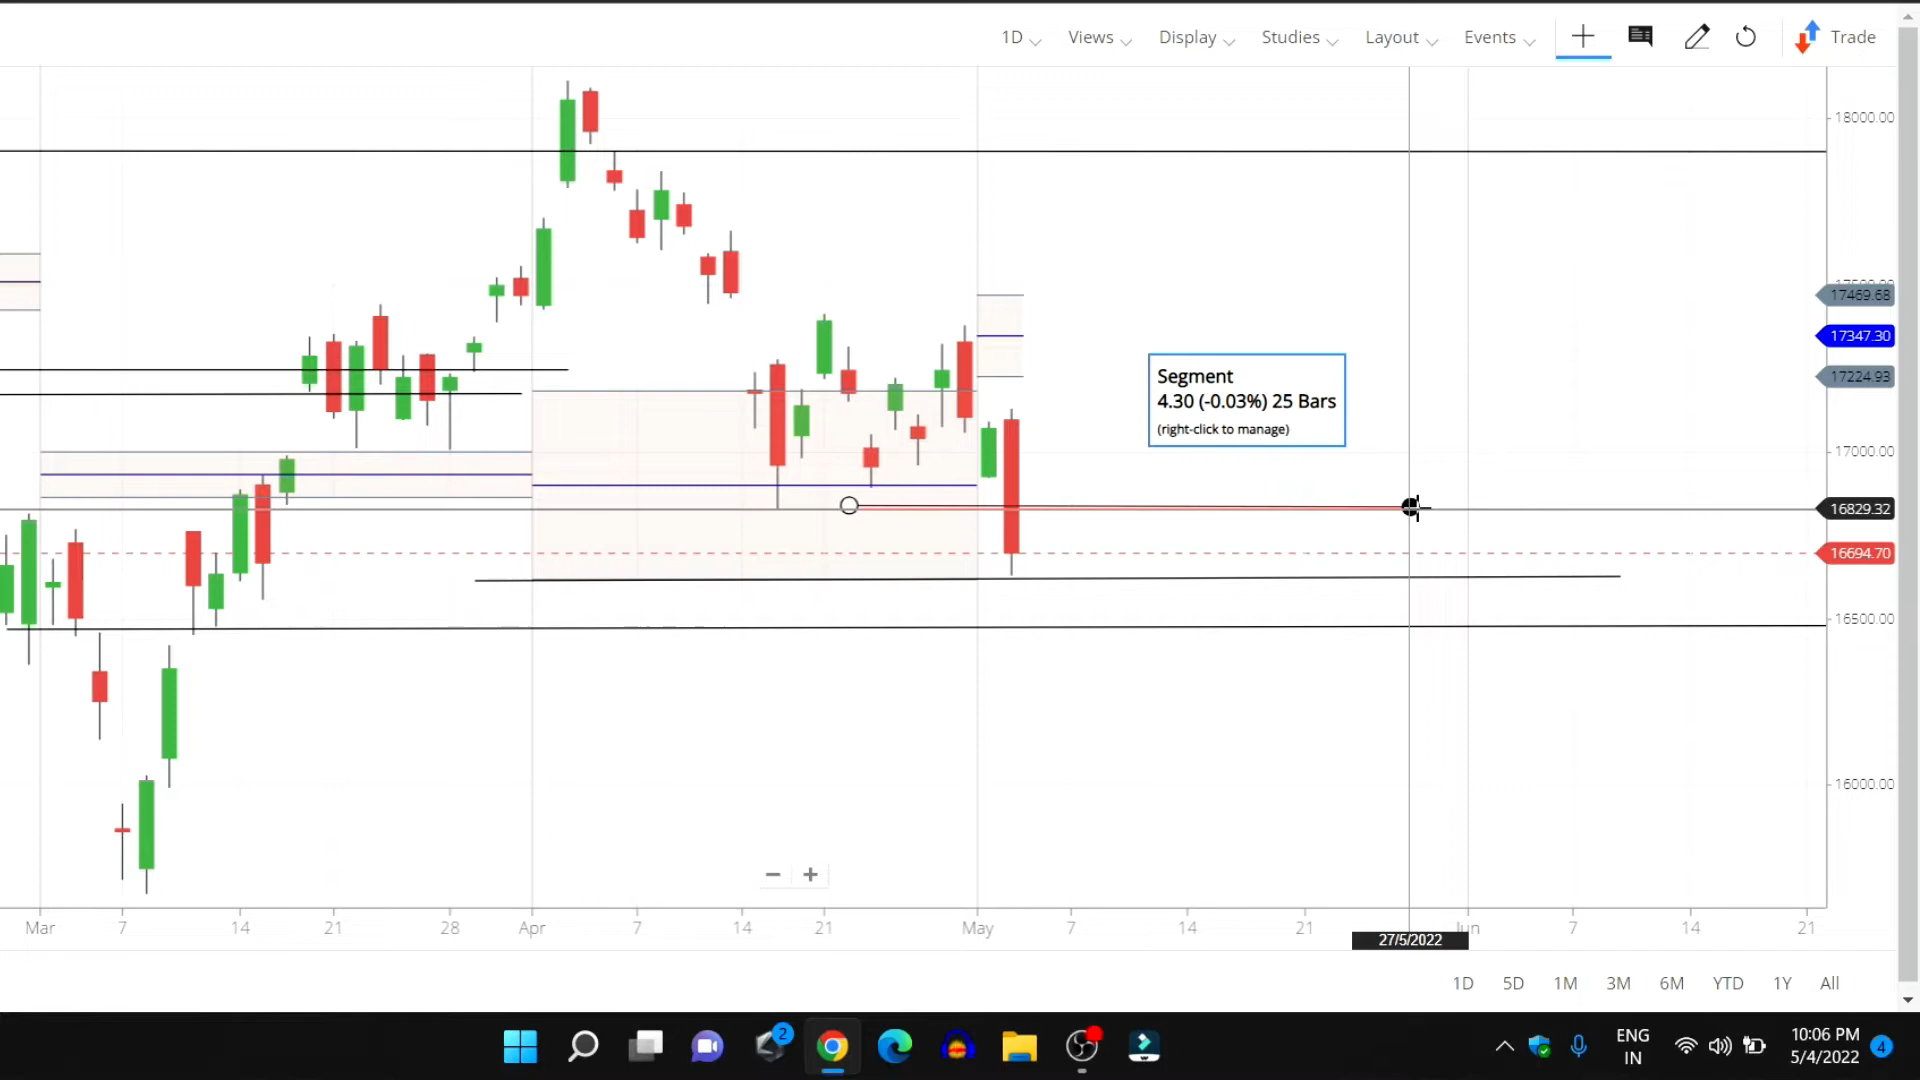 1D
Views
Display
Studies
Layout
Events
Trade
18000.00
17469.68
17347.30
17224.93
Segment
4.30 (-0.03%) 25 Bars
(right-click to manage)
17000.00
16829.32
16694.70
16500.00
16000.00
Mar 7 14 21 28 Apr 7 14 21 May 7 14 21 Jun 7 14 21
27/5/2022
1D 5D 1M 3M 6M YTD 1Y All
2
ENG
IN
10:06 PM
5/4/2022
4